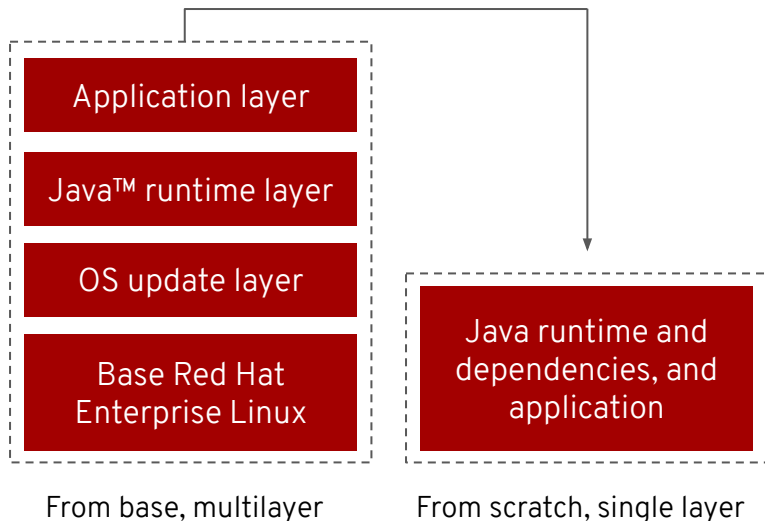 Application layer
Java™ runtime layer
OS update layer
Base Red Hat
Enterprise Linux
From base, multilayer
Java runtime and
dependencies, and
application
From scratch, single layer